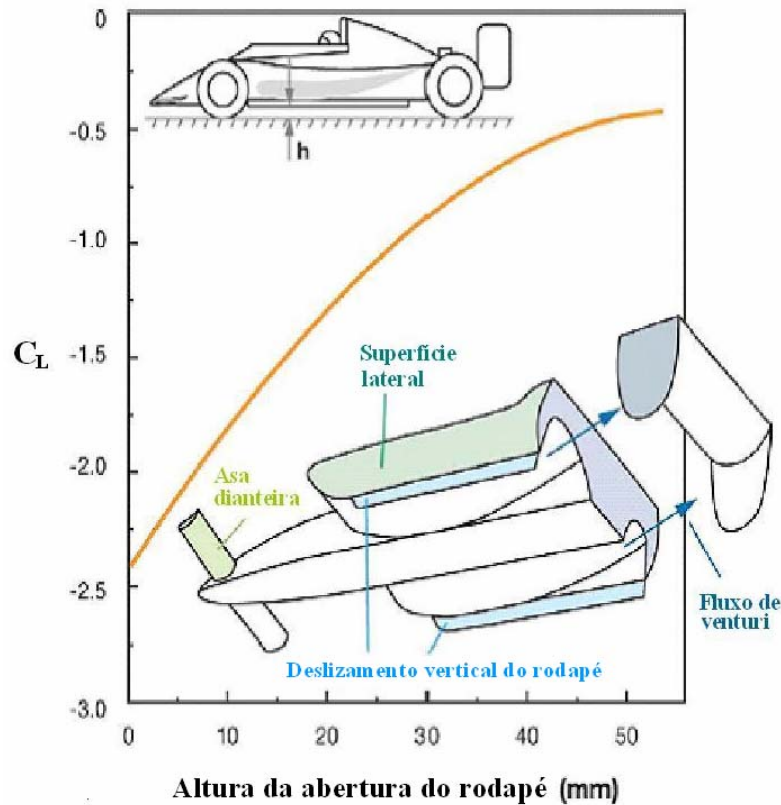 0
-0.5
-1.0
-1.5
-2.0
-2.5
-3.0
C_L
h
Superfície
lateral
Asa
dianteira
Fluxo de
venturi
Deslizamento vertical do rodapé
0 10 20 30 40 50
Altura da abertura do rodapé (mm)